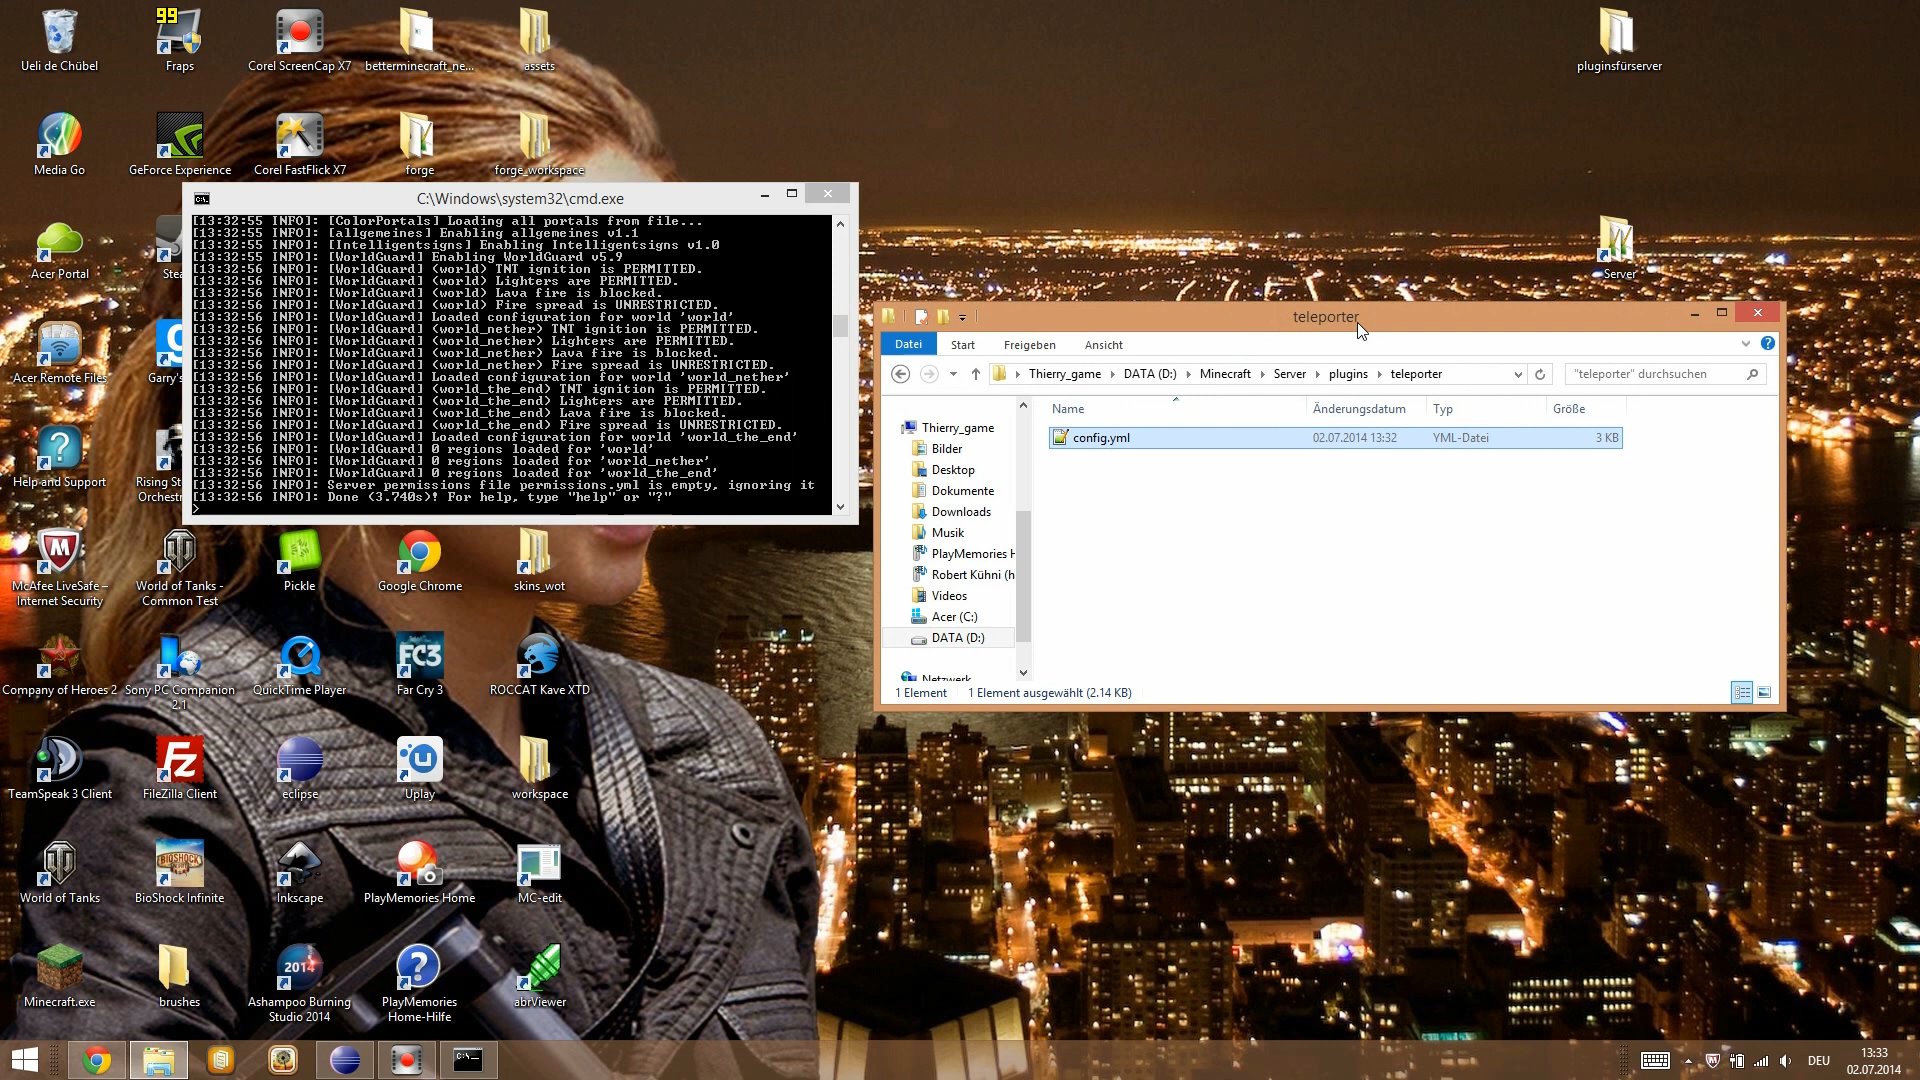 99
Ueli de Chübel
Fraps
Corel ScreenCap X7
betterminecraft_ne...
assets
pluginsfürserver
Media Go
GeForce Experience
Corel FastFlick X7
forge
forge_workspace
Acer Portal
Stea
Server
Acer Remote Files
Garry's
Help and Support
Rising St
Orchestr
C:\Windows\system32\cmd.exe
[13:32:55 INFO]: [ColorPortals] Loading all portals from file...
[13:32:55 INFO]: [allgemeines] Enabling allgemeines v1.1
[13:32:55 INFO]: [Intelligentsigns] Enabling Intelligentsigns v1.0
[13:32:56 INFO]: [WorldGuard] Enabling WorldGuard v5.9
[13:32:56 INFO]: [WorldGuard] (world) TNT ignition is PERMITTED.
[13:32:56 INFO]: [WorldGuard] (world) Lighters are PERMITTED.
[13:32:56 INFO]: [WorldGuard] (world) Lava fire is blocked.
[13:32:56 INFO]: [WorldGuard] (world) Fire spread is UNRESTRICTED.
[13:32:56 INFO]: [WorldGuard] Loaded configuration for world 'world'
[13:32:56 INFO]: [WorldGuard] (world_nether) TNT ignition is PERMITTED.
[13:32:56 INFO]: [WorldGuard] (world_nether) Lighters are PERMITTED.
[13:32:56 INFO]: [WorldGuard] (world_nether) Lava fire is blocked.
[13:32:56 INFO]: [WorldGuard] (world_nether) Fire spread is UNRESTRICTED.
[13:32:56 INFO]: [WorldGuard] Loaded configuration for world 'world_nether'
[13:32:56 INFO]: [WorldGuard] (world_the_end) TNT ignition is PERMITTED.
[13:32:56 INFO]: [WorldGuard] (world_the_end) Lighters are PERMITTED.
[13:32:56 INFO]: [WorldGuard] (world_the_end) Lava fire is blocked.
[13:32:56 INFO]: [WorldGuard] (world_the_end) Fire spread is UNRESTRICTED.
[13:32:56 INFO]: [WorldGuard] Loaded configuration for world 'world_the_end'
[13:32:56 INFO]: [WorldGuard] 0 regions loaded for 'world'
[13:32:56 INFO]: [WorldGuard] 0 regions loaded for 'world_nether'
[13:32:56 INFO]: [WorldGuard] 0 regions loaded for 'world_the_end'
[13:32:56 INFO]: Server permissions file permissions.yml is empty, ignoring it
[13:32:56 INFO]: Done (3.740s)! For help, type "help" or "?"
>
teleporter
Datei Start Freigeben Ansicht
Thierry_game DATA (D:) Minecraft Server plugins teleporter
"teleporter" durchsuchen
Name Änderungsdatum Typ Größe
config.yml 02.07.2014 13:32 YML-Datei 3 KB
Thierry_game
Bilder
Desktop
Dokumente
Downloads
Musik
PlayMemories H
Robert Kühni (h
Videos
Acer (C:)
DATA (D:)
Netzwerk
1 Element 1 Element ausgewählt (2.14 KB)
McAfee LiveSafe –
Internet Security
World of Tanks -
Common Test
Pickle
Google Chrome
skins_wot
Company of Heroes 2
Sony PC Companion
2.1
QuickTime Player
FC3
Far Cry 3
ROCCAT Kave XTD
TeamSpeak 3 Client
FileZilla Client
eclipse
Uplay
workspace
World of Tanks
BIOSHOCK
BioShock Infinite
Inkscape
PlayMemories Home
MC-edit
Minecraft.exe
brushes
2014
Ashampoo Burning
Studio 2014
PlayMemories
Home-Hilfe
abrViewer
DEU
13:33
02.07.2014